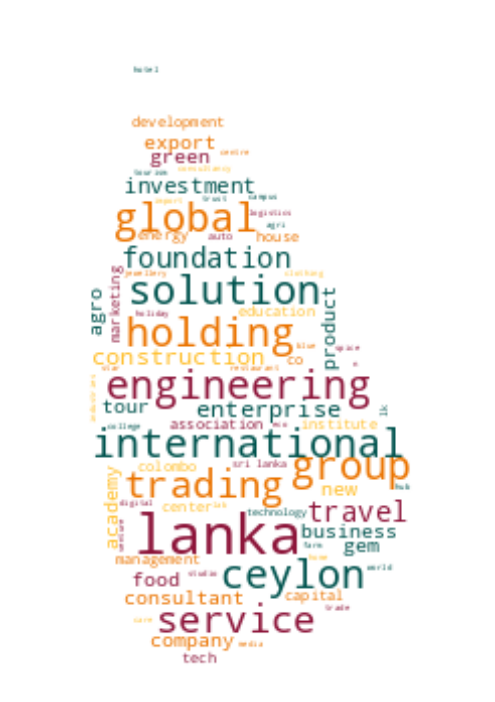 hotel
development
export
centre
green
consultancy
tourism
investment
import trust campus
global logistics
agri
energy auto house
foundation
jewellery clothing
marketing
solution
agro
holiday education
product
holding
blue spice
construction co
star restaurant
engineering
industries
tour enterprise lk
college association eco institute
international
colombo sri lanka group
academy
trading new hub
digital center
technology travel
lanka business
farm gem
management home
food studio ceylon world
consultant capital
trade
care service
company media
tech